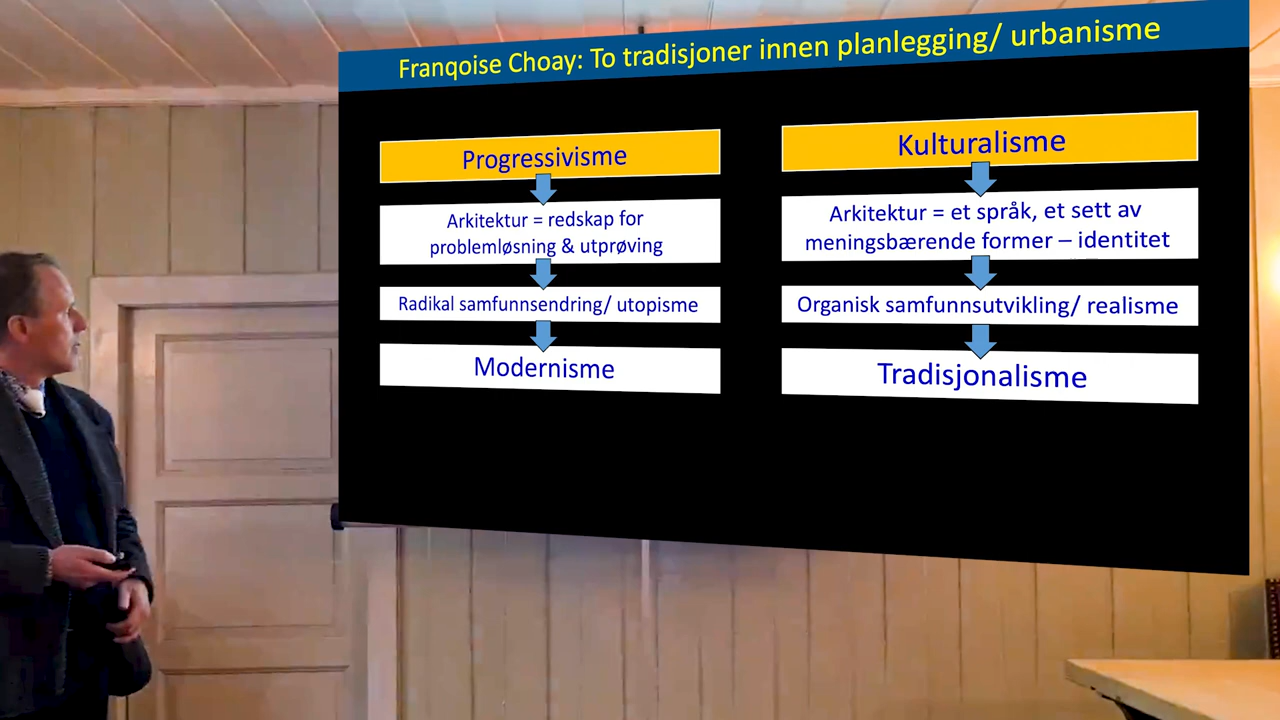 Franqoise Choay: To tradisjoner innen planlegging/ urbanisme
Progressivisme
Arkitektur = redskap for
problemløsning & utprøving
Radikal samfunnsendring/ utopisme
Modernisme
Kulturalisme
Arkitektur = et språk, et sett av
meningsbærende former – identitet
Organisk samfunnsutvikling/ realisme
Tradisjonalisme